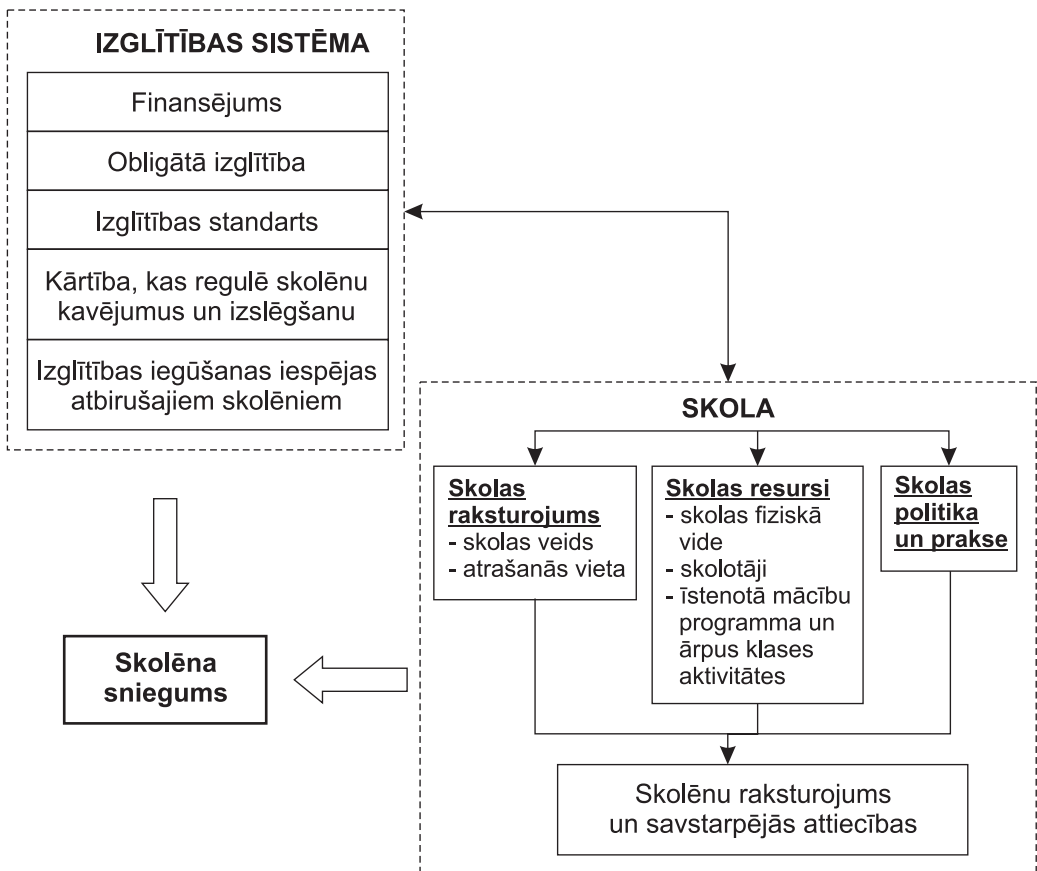 IZGLĪTĪBAS SISTĒMA
Finansējums
Obligātā izglītība
Izglītības standarts
Kārtība, kas regulē skolēnu
kavējumus un izslēgšanu
Izglītības iegūšanas iespējas
atbirušajiem skolēniem
SKOLA
Skolas
raksturojums
- skolas veids
- atrašanās vieta
Skolas resursi
- skolas fiziskā
vide
- skolotāji
- īstenotā mācību
programma un
ārpus klases
aktivitātes
Skolas
politika
un prakse
Skolēna
sniegums
Skolēnu raksturojums
un savstarpējās attiecības